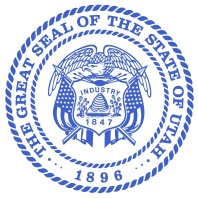 THE GREAT SEAL OF THE STATE OF UTAH
INDUSTRY
1847
1896